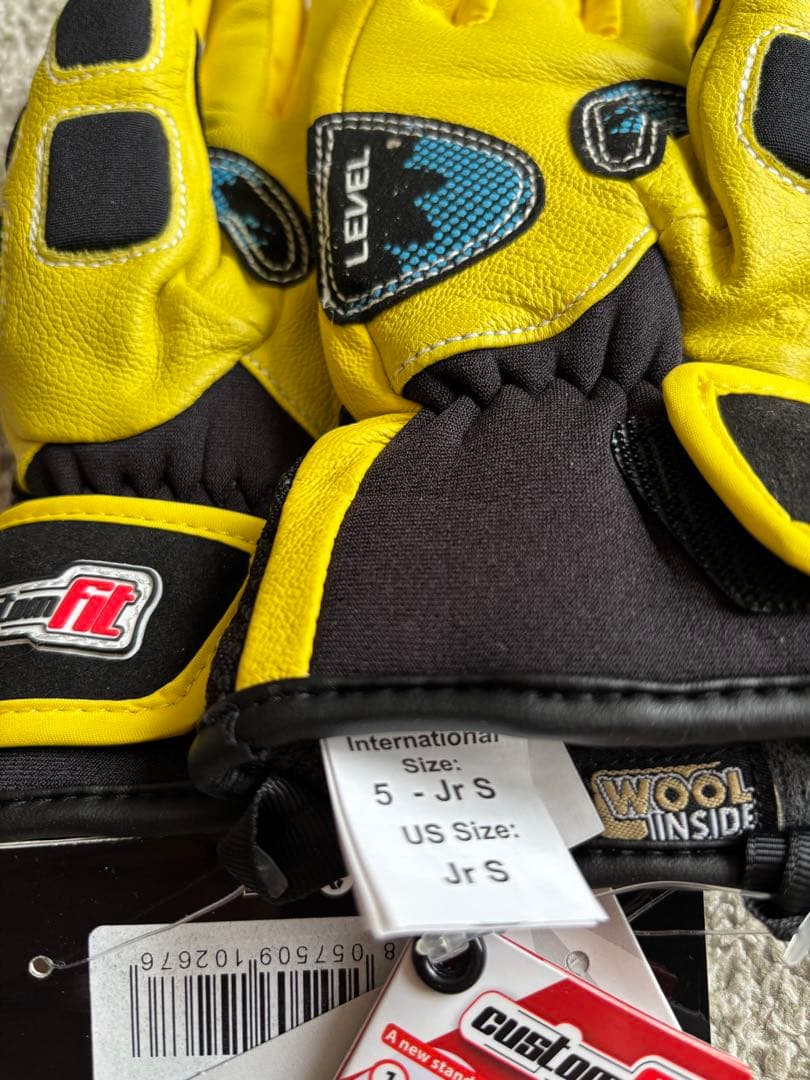 LEVEL
fit
International
Size:
5 - Jr S
US Size:
Jr S
WOOL
INSIDE
8 057509 102676
custom
A new stand